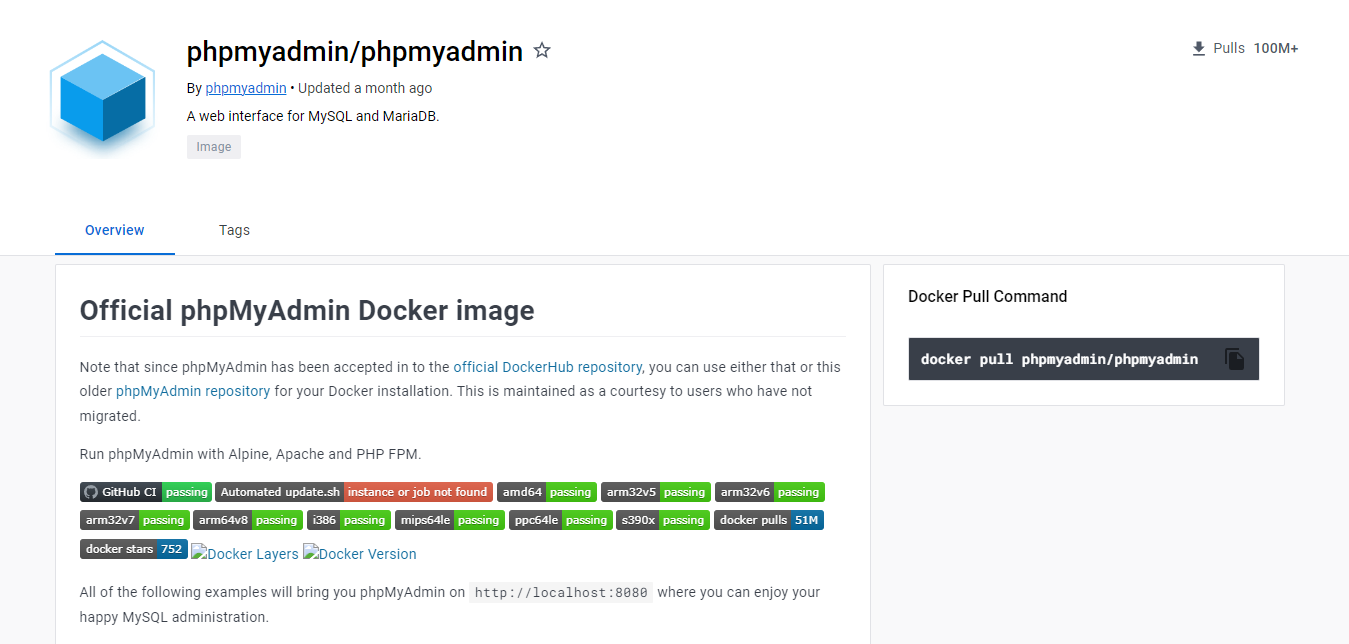 phpmyadmin/phpmyadmin
Pulls 100M+
By phpmyadmin • Updated a month ago
A web interface for MySQL and MariaDB.
Image
Overview Tags
Official phpMyAdmin Docker image
Note that since phpMyAdmin has been accepted in to the official DockerHub repository, you can use either that or this
older phpMyAdmin repository for your Docker installation. This is maintained as a courtesy to users who have not
migrated.
Run phpMyAdmin with Alpine, Apache and PHP FPM.
GitHub CI passing Automated update.sh instance or job not found amd64 passing arm32v5 passing arm32v6 passing
arm32v7 passing arm64v8 passing i386 passing mips64le passing ppc64le passing s390x passing docker pulls 51M
docker stars 752 Docker Layers Docker Version
All of the following examples will bring you phpMyAdmin on http://localhost:8080 where you can enjoy your
happy MySQL administration.
Docker Pull Command
docker pull phpmyadmin/phpmyadmin